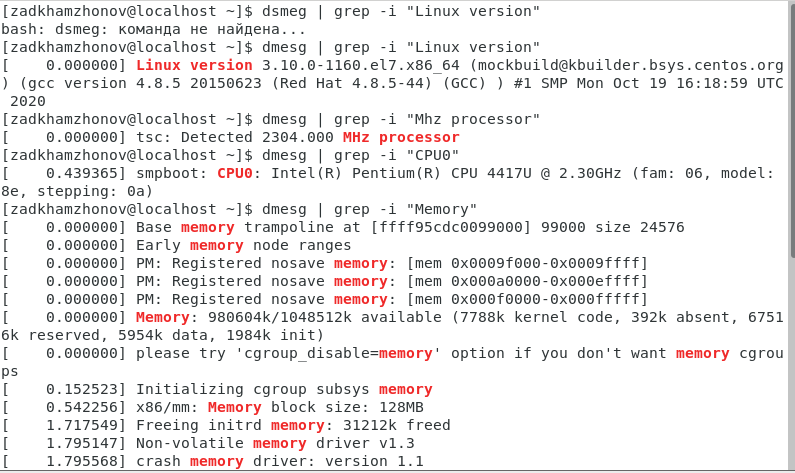 [zadkhamzhonov@localhost ~]$ dsmeg | grep -i "Linux version"
bash: dsmeg: команда не найдена...
[zadkhamzhonov@localhost ~]$ dmesg | grep -i "Linux version"
[    0.000000] Linux version 3.10.0-1160.el7.x86_64 (mockbuild@kbuilder.bsys.centos.org
) (gcc version 4.8.5 20150623 (Red Hat 4.8.5-44) (GCC) ) #1 SMP Mon Oct 19 16:18:59 UTC
 2020
[zadkhamzhonov@localhost ~]$ dmesg | grep -i "Mhz processor"
[    0.000000] tsc: Detected 2304.000 MHz processor
[zadkhamzhonov@localhost ~]$ dmesg | grep -i "CPU0"
[    0.439365] smpboot: CPU0: Intel(R) Pentium(R) CPU 4417U @ 2.30GHz (fam: 06, model:
8e, stepping: 0a)
[zadkhamzhonov@localhost ~]$ dmesg | grep -i "Memory"
[    0.000000] Base memory trampoline at [ffff95cdc0099000] 99000 size 24576
[    0.000000] Early memory node ranges
[    0.000000] PM: Registered nosave memory: [mem 0x0009f000-0x0009ffff]
[    0.000000] PM: Registered nosave memory: [mem 0x000a0000-0x000effff]
[    0.000000] PM: Registered nosave memory: [mem 0x000f0000-0x000fffff]
[    0.000000] Memory: 980604k/1048512k available (7788k kernel code, 392k absent, 6751
6k reserved, 5954k data, 1984k init)
[    0.000000] please try 'cgroup_disable=memory' option if you don't want memory cgrou
ps
[    0.152523] Initializing cgroup subsys memory
[    0.542256] x86/mm: Memory block size: 128MB
[    1.717549] Freeing initrd memory: 31212k freed
[    1.795147] Non-volatile memory driver v1.3
[    1.795568] crash memory driver: version 1.1